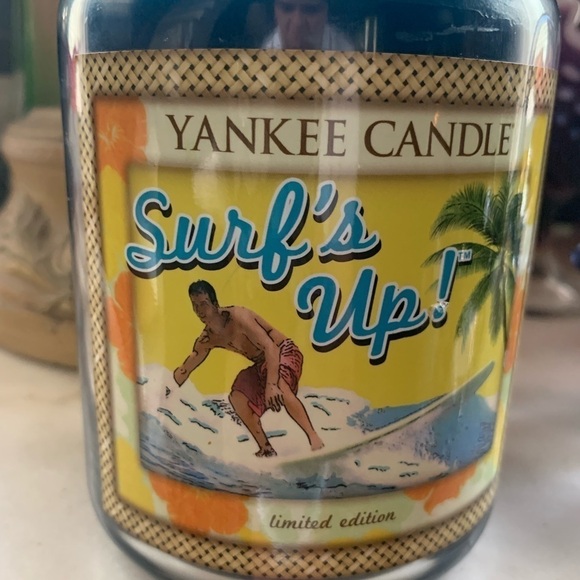 YANKEE CANDLE
Surf's
Up!™
limited edition